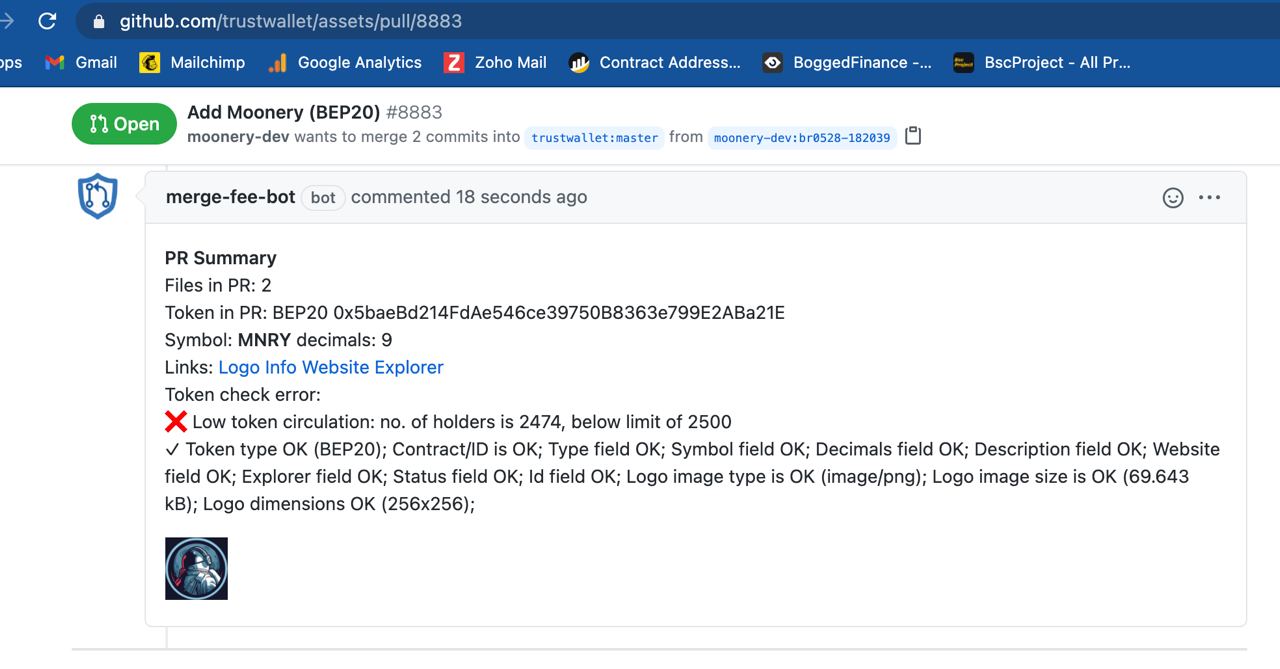 github.com/trustwallet/assets/pull/8883
ops Gmail Mailchimp Google Analytics Zoho Mail Contract Address... BoggedFinance -... BscProject - All Pr...
Open Add Moonery (BEP20) #8883
moonery-dev wants to merge 2 commits into trustwallet:master from moonery-dev:br0528-182039
merge-fee-bot bot commented 18 seconds ago
PR Summary
Files in PR: 2
Token in PR: BEP20 0x5baeBd214FdAe546ce39750B8363e799E2ABa21E
Symbol: MNRY decimals: 9
Links: Logo Info Website Explorer
Token check error:
❌ Low token circulation: no. of holders is 2474, below limit of 2500
✓ Token type OK (BEP20); Contract/ID is OK; Type field OK; Symbol field OK; Decimals field OK; Description field OK; Website
field OK; Explorer field OK; Status field OK; Id field OK; Logo image type is OK (image/png); Logo image size is OK (69.643
kB); Logo dimensions OK (256x256);